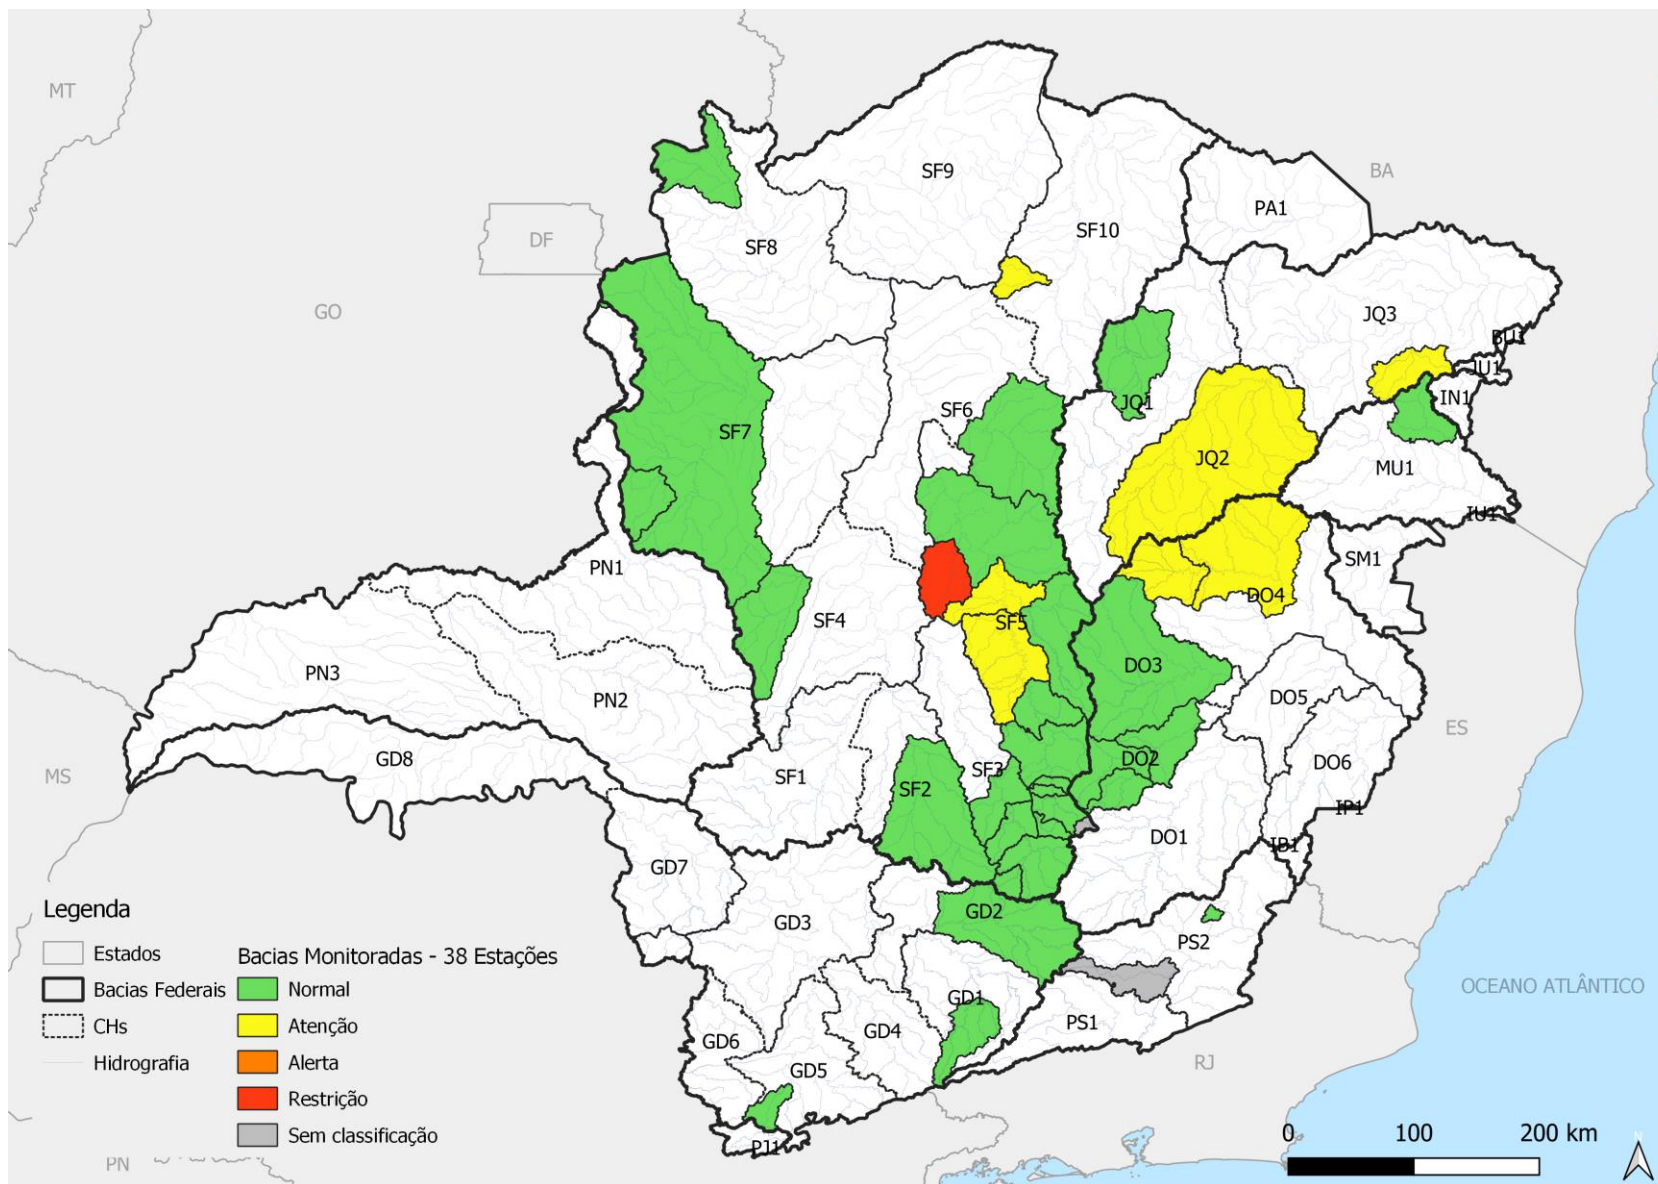 MT
BA
SF9
PA1
SF10
DF
SF8
GO
JQ3
BU1
JU1
IN1
JQ1
SF6
SF7
JQ2
MU1
IU1
SM1
PN1
DO4
SF4
SF5
DO3
PN3
PN2
DO5
ES
GD8
DO2
DO6
MS
SF1
SF3
SF2
IP1
DO1
IB1
GD7
Legenda
Estados
Bacias Federais
CHs
Hidrografia
Bacias Monitoradas - 38 Estações
Normal
Atenção
Alerta
Restrição
Sem classificação
GD3
GD2
PS2
OCEANO ATLÂNTICO
GD1
PS1
GD4
GD6
GD5
RJ
PJ1
PN
0 100 200 km
N